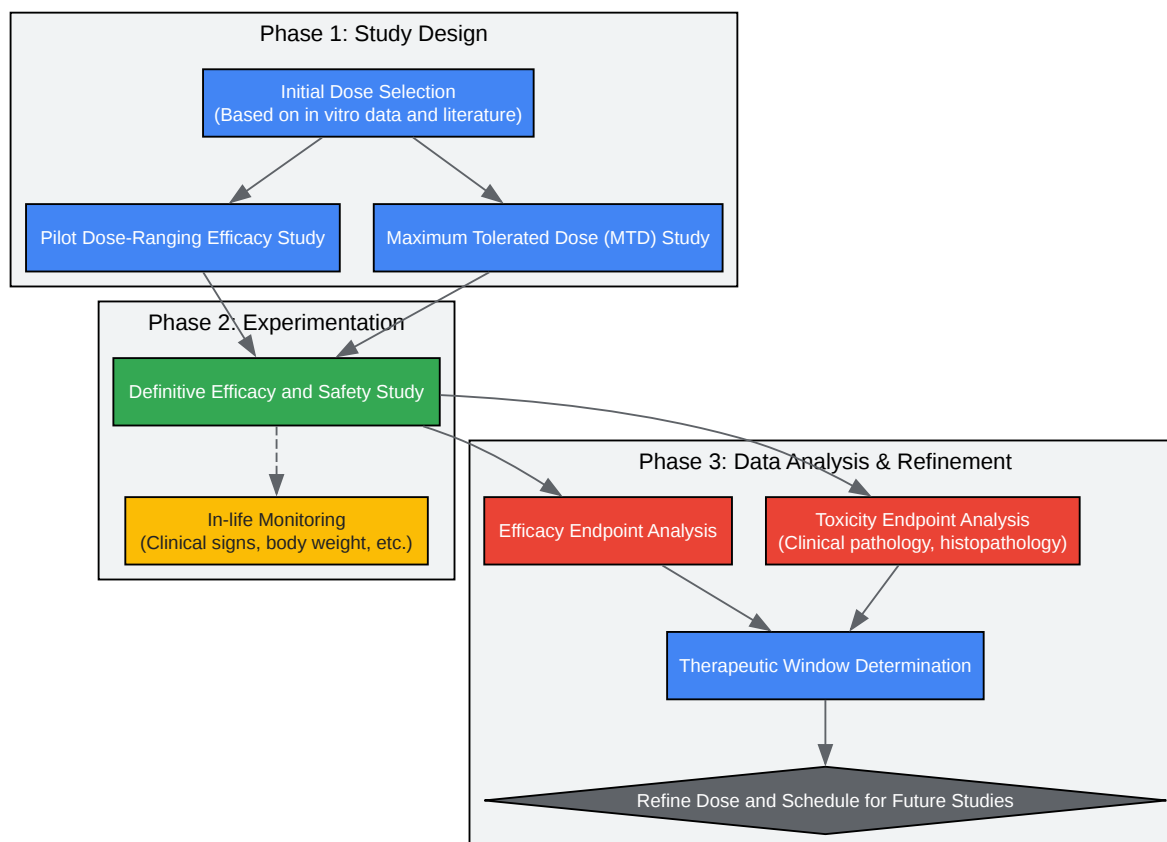 Phase 1: Study Design
Initial Dose Selection
(Based on in vitro data and literature)
Pilot Dose-Ranging Efficacy Study
Maximum Tolerated Dose (MTD) Study
Phase 2: Experimentation
Definitive Efficacy and Safety Study
In-life Monitoring
(Clinical signs, body weight, etc.)
Phase 3: Data Analysis & Refinement
Efficacy Endpoint Analysis
Toxicity Endpoint Analysis
(Clinical pathology, histopathology)
Therapeutic Window Determination
Refine Dose and Schedule for Future Studies